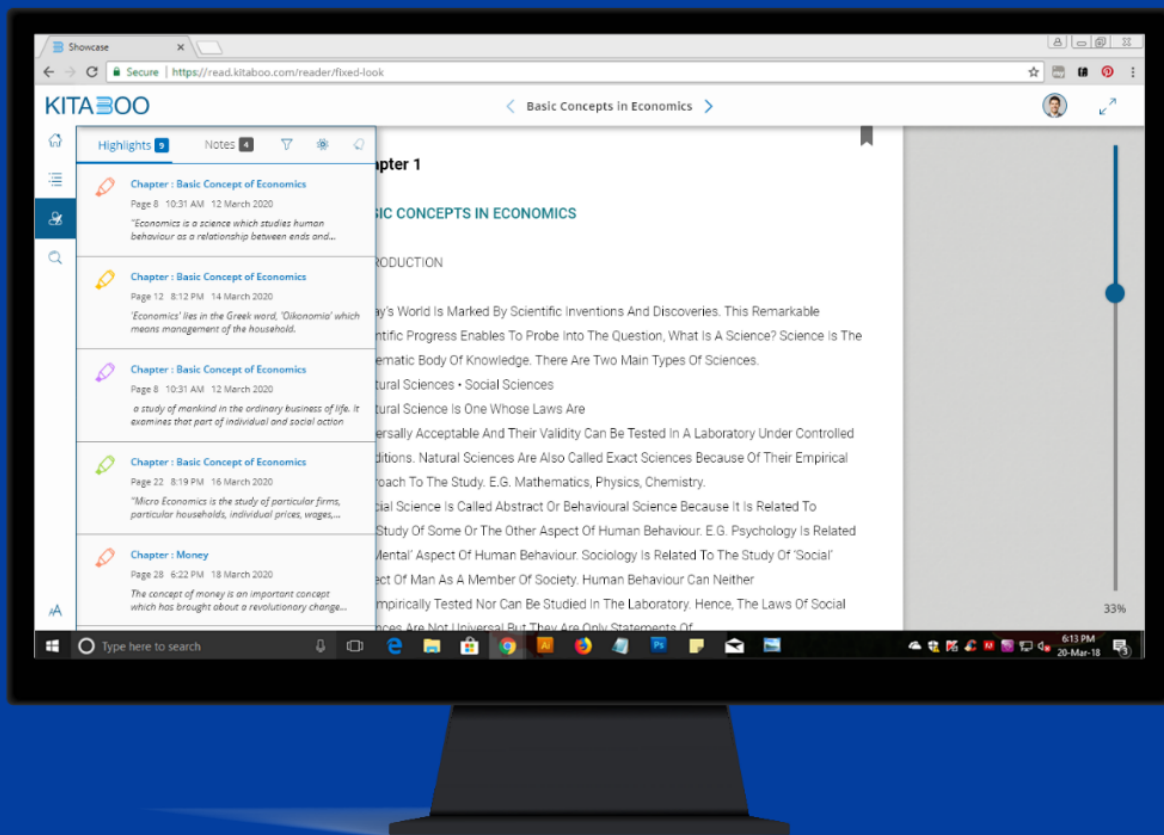 Showcase
Secure | https://read.kitaboo.com/reader/fixed-look
KITABOO
Basic Concepts in Economics
Highlights 9 Notes 4
Chapter : Basic Concept of Economics
Page 8 10:31 AM 12 March 2020
"Economics is a science which studies human
behaviour as a relationship between ends and...
Chapter : Basic Concept of Economics
Page 12 8:12 PM 14 March 2020
'Economics' lies in the Greek word, 'Oikonomia' which
means management of the household.
Chapter : Basic Concept of Economics
Page 8 10:31 AM 12 March 2020
a study of mankind in the ordinary business of life. It
examines that part of individual and social action
Chapter : Basic Concept of Economics
Page 22 8:19 PM 16 March 2020
"Micro Economics is the study of particular firms,
particular households, individual prices, wages,...
Chapter : Money
Page 28 6:22 PM 18 March 2020
The concept of money is an important concept
which has brought about a revolutionary change...
AA
apter 1
IC CONCEPTS IN ECONOMICS
RODUCTION
ay's World Is Marked By Scientific Inventions And Discoveries. This Remarkable
ntific Progress Enables To Probe Into The Question, What Is A Science? Science Is The
ematic Body Of Knowledge. There Are Two Main Types Of Sciences.
tural Sciences • Social Sciences
tural Science Is One Whose Laws Are
ersally Acceptable And Their Validity Can Be Tested In A Laboratory Under Controlled
ditions. Natural Sciences Are Also Called Exact Sciences Because Of Their Empirical
roach To The Study. E.G. Mathematics, Physics, Chemistry.
cial Science Is Called Abstract Or Behavioural Science Because It Is Related To
Study Of Some Or The Other Aspect Of Human Behaviour. E.G. Psychology Is Related
Mental' Aspect Of Human Behaviour. Sociology Is Related To The Study Of 'Social'
ect Of Man As A Member Of Society. Human Behaviour Can Neither
mpirically Tested Nor Can Be Studied In The Laboratory. Hence, The Laws Of Social
nces Are Not Universal But They Are Only Statements Of
33%
Type here to search
Ai
Ps
6:13 PM
20-Mar-18
3